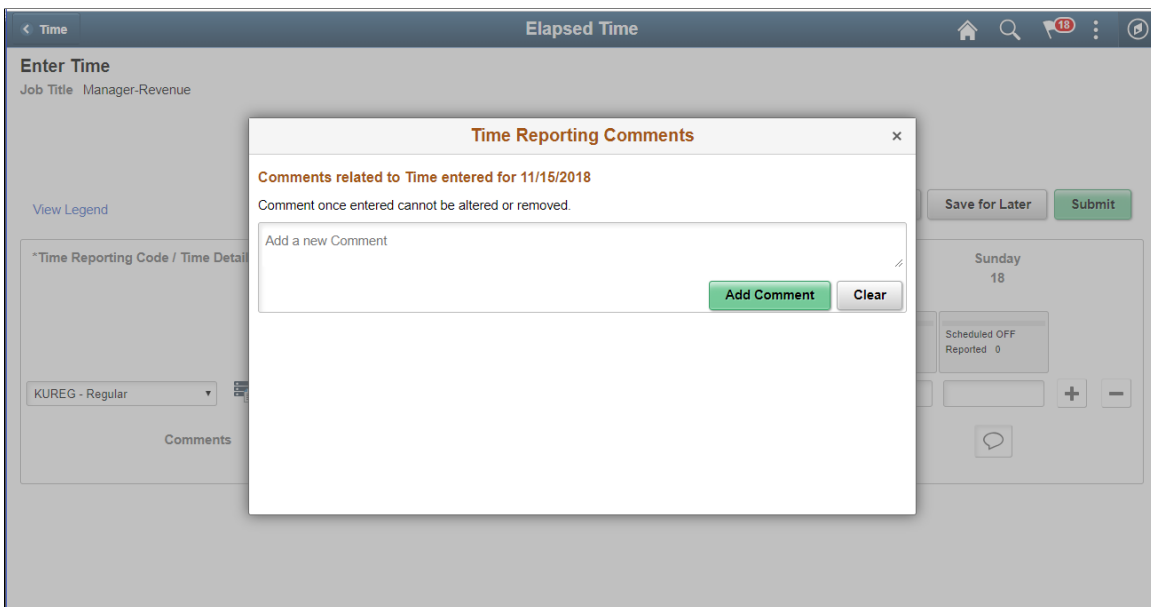 Time
Elapsed Time
18
Enter Time
Job Title Manager-Revenue
Time Reporting Comments
×
Comments related to Time entered for 11/15/2018
Comment once entered cannot be altered or removed.
View Legend
Save for Later
Submit
Add a new Comment
*Time Reporting Code / Time Detail
Sunday
18
Add Comment
Clear
Scheduled OFF
Reported 0
KUREG - Regular
Comments